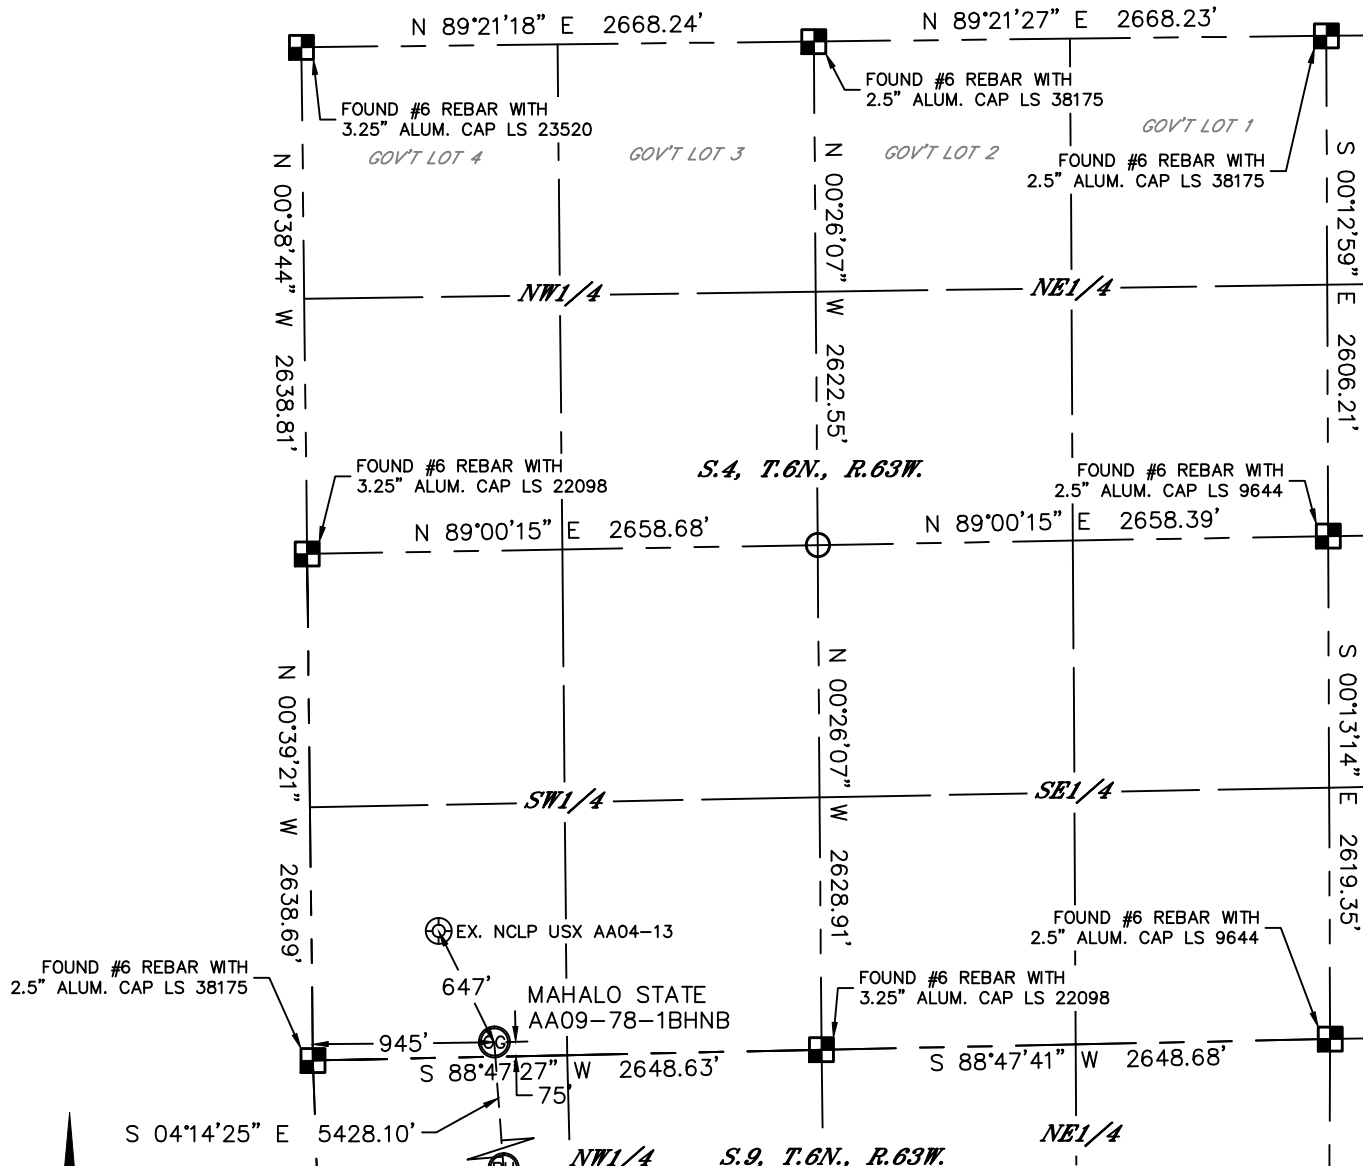 N 89°21'18" E 2668.24'
N 89°21'27" E 2668.23'
FOUND #6 REBAR WITH
3.25" ALUM. CAP LS 23520
FOUND #6 REBAR WITH
2.5" ALUM. CAP LS 38175
FOUND #6 REBAR WITH
2.5" ALUM. CAP LS 38175
GOV'T LOT 4
GOV'T LOT 3
GOV'T LOT 2
GOV'T LOT 1
N 00°38'44" W 2638.81'
N 00°26'07" W 2622.55'
S 00°12'59" E 2606.21'
NW1/4
NE1/4
S.4, T.6N., R.63W.
FOUND #6 REBAR WITH
3.25" ALUM. CAP LS 22098
FOUND #6 REBAR WITH
2.5" ALUM. CAP LS 9644
N 89°00'15" E 2658.68'
N 89°00'15" E 2658.39'
N 00°39'21" W 2638.69'
N 00°26'07" W 2628.91'
S 00°13'14" E 2619.35'
SW1/4
SE1/4
EX. NCLP USX AA04-13
647'
MAHALO STATE
AA09-78-1BHNB
FOUND #6 REBAR WITH
2.5" ALUM. CAP LS 38175
FOUND #6 REBAR WITH
3.25" ALUM. CAP LS 22098
FOUND #6 REBAR WITH
2.5" ALUM. CAP LS 9644
945'
OG
S 88°47'27" W 2648.63'
S 88°47'41" W 2648.68'
75'
S 04°14'25" E 5428.10'
NW1/4
S.9, T.6N., R.63W.
NE1/4